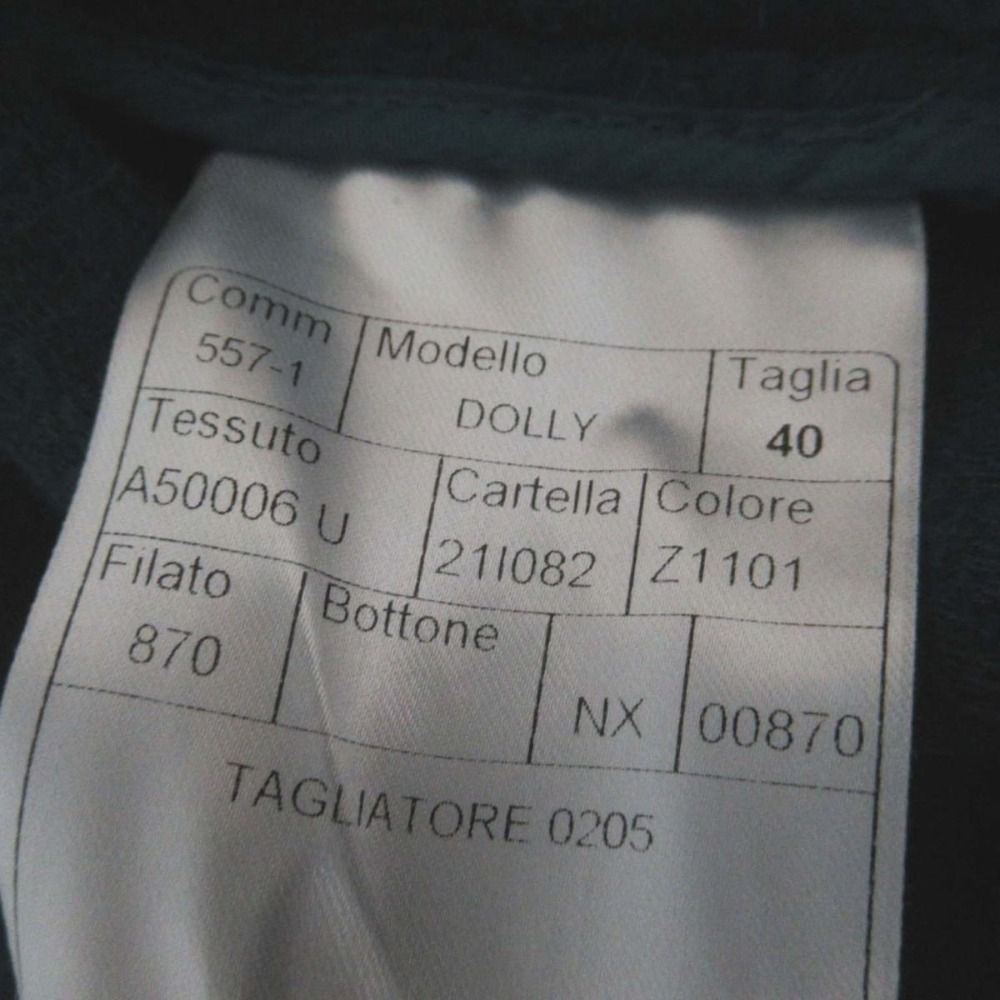 Comm Modello Taglia
557-1 DOLLY 40
Tessuto Cartella Colore
A50006 U 21I082 Z1101
Filato Bottone
870 NX 00870
TAGLIATORE 0205